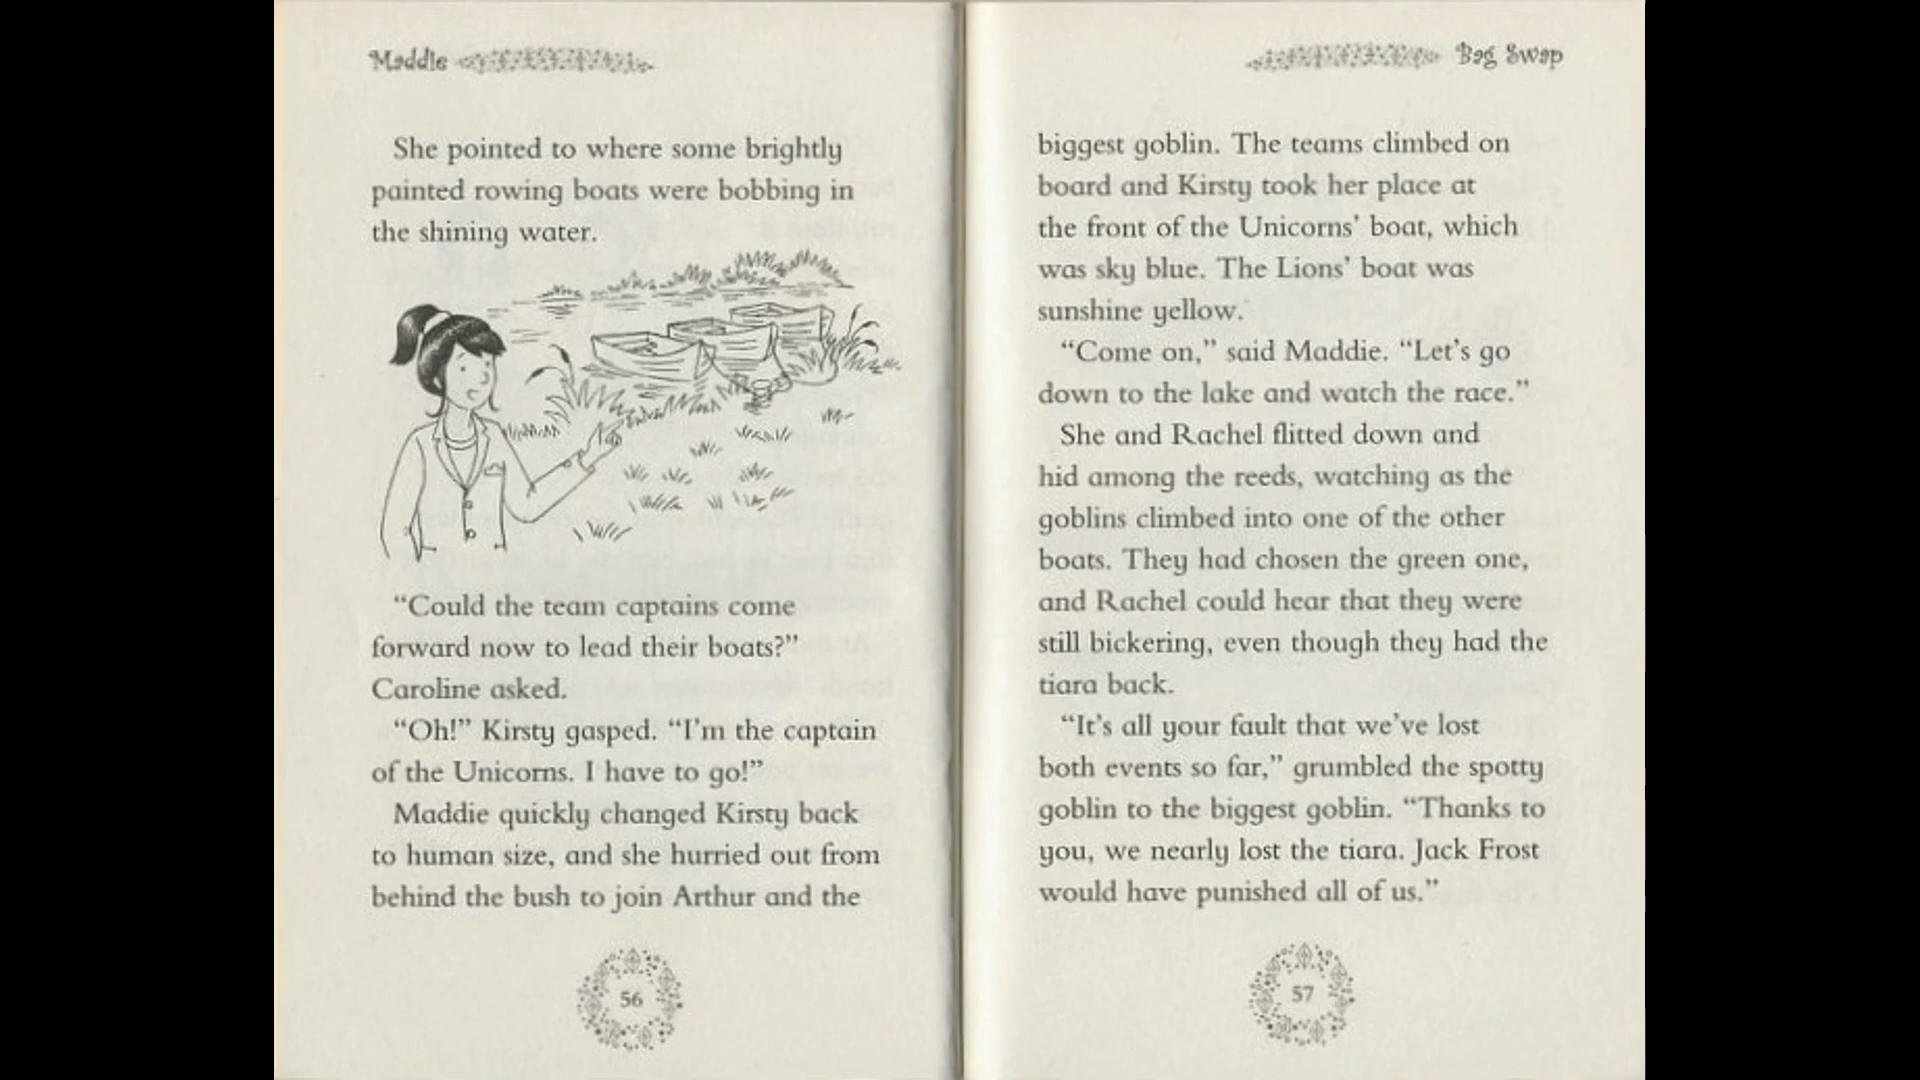 Maddie
She pointed to where some brightly
painted rowing boats were bobbing in
the shining water.
“Could the team captains come
forward now to lead their boats?”
Caroline asked.
“Oh!” Kirsty gasped. “I’m the captain
of the Unicorns. I have to go!”
Maddie quickly changed Kirsty back
to human size, and she hurried out from
behind the bush to join Arthur and the
56
Bag Swap
biggest goblin. The teams climbed on
board and Kirsty took her place at
the front of the Unicorns’ boat, which
was sky blue. The Lions’ boat was
sunshine yellow.
“Come on,” said Maddie. “Let’s go
down to the lake and watch the race.”
She and Rachel flitted down and
hid among the reeds, watching as the
goblins climbed into one of the other
boats. They had chosen the green one,
and Rachel could hear that they were
still bickering, even though they had the
tiara back.
“It’s all your fault that we’ve lost
both events so far,” grumbled the spotty
goblin to the biggest goblin. “Thanks to
you, we nearly lost the tiara. Jack Frost
would have punished all of us.”
57